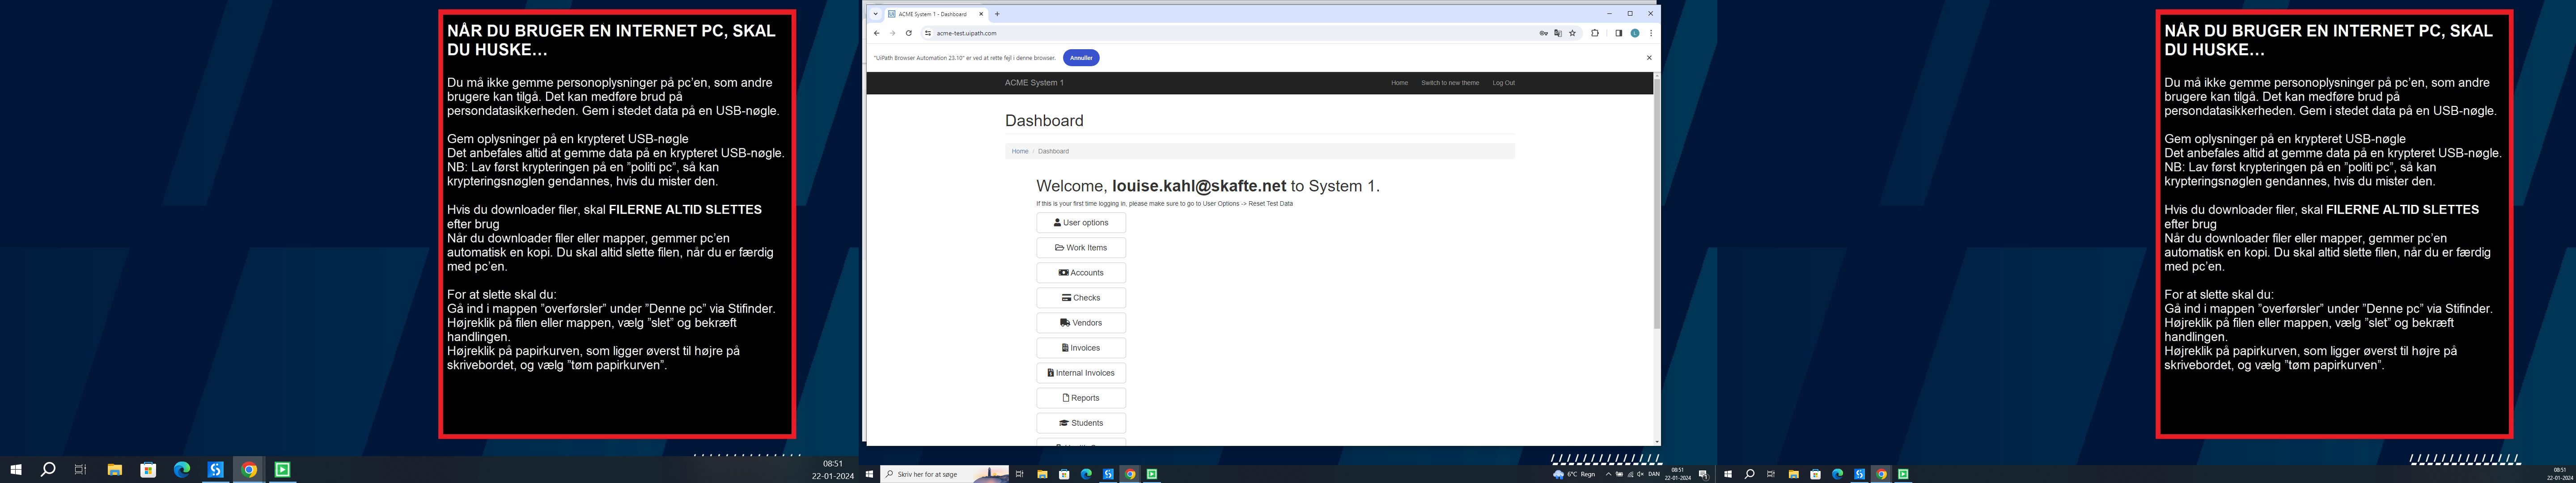 NÅR DU BRUGER EN INTERNET PC, SKAL
DU HUSKE…
Du må ikke gemme personoplysninger på pc’en, som andre
brugere kan tilgå. Det kan medføre brud på
persondatasikkerheden. Gem i stedet data på en USB-nøgle.
Gem oplysninger på en krypteret USB-nøgle
Det anbefales altid at gemme data på en krypteret USB-nøgle.
NB: Lav først krypteringen på en ”politi pc”, så kan
krypteringsnøglen gendannes, hvis du mister den.
Hvis du downloader filer, skal FILERNE ALTID SLETTES
efter brug
Når du downloader filer eller mapper, gemmer pc’en
automatisk en kopi. Du skal altid slette filen, når du er færdig
med pc’en.
For at slette skal du:
Gå ind i mappen ”overførsler” under ”Denne pc” via Stifinder.
Højreklik på filen eller mappen, vælg ”slet” og bekræft
handlingen.
Højreklik på papirkurven, som ligger øverst til højre på
skrivebordet, og vælg ”tøm papirkurven”.
08:51
22-01-2024
ACME System 1 - Dashboard
acme-test.uipath.com
"UiPath Browser Automation 23.10" er ved at rette fejl i denne browser.
Annuller
ACME System 1
Home
Switch to new theme
Log Out
Dashboard
Home / Dashboard
Welcome, louise.kahl@skafte.net to System 1.
If this is your first time logging in, please make sure to go to User Options -> Reset Test Data
User options
Work Items
Accounts
Checks
Vendors
Invoices
Internal Invoices
Reports
Students
Skriv her for at søge
6°C Regn
DAN
08:51
22-01-2024
NÅR DU BRUGER EN INTERNET PC, SKAL
DU HUSKE…
Du må ikke gemme personoplysninger på pc’en, som andre
brugere kan tilgå. Det kan medføre brud på
persondatasikkerheden. Gem i stedet data på en USB-nøgle.
Gem oplysninger på en krypteret USB-nøgle
Det anbefales altid at gemme data på en krypteret USB-nøgle.
NB: Lav først krypteringen på en ”politi pc”, så kan
krypteringsnøglen gendannes, hvis du mister den.
Hvis du downloader filer, skal FILERNE ALTID SLETTES
efter brug
Når du downloader filer eller mapper, gemmer pc’en
automatisk en kopi. Du skal altid slette filen, når du er færdig
med pc’en.
For at slette skal du:
Gå ind i mappen ”overførsler” under ”Denne pc” via Stifinder.
Højreklik på filen eller mappen, vælg ”slet” og bekræft
handlingen.
Højreklik på papirkurven, som ligger øverst til højre på
skrivebordet, og vælg ”tøm papirkurven”.
08:51
22-01-2024